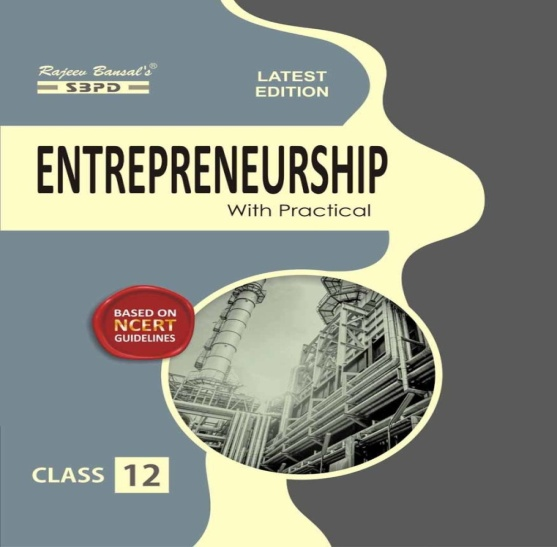 Rajeev Bansal's®
SBPD
LATEST
EDITION
ENTREPRENEURSHIP
With Practical
BASED ON
NCERT
GUIDELINES
CLASS 12